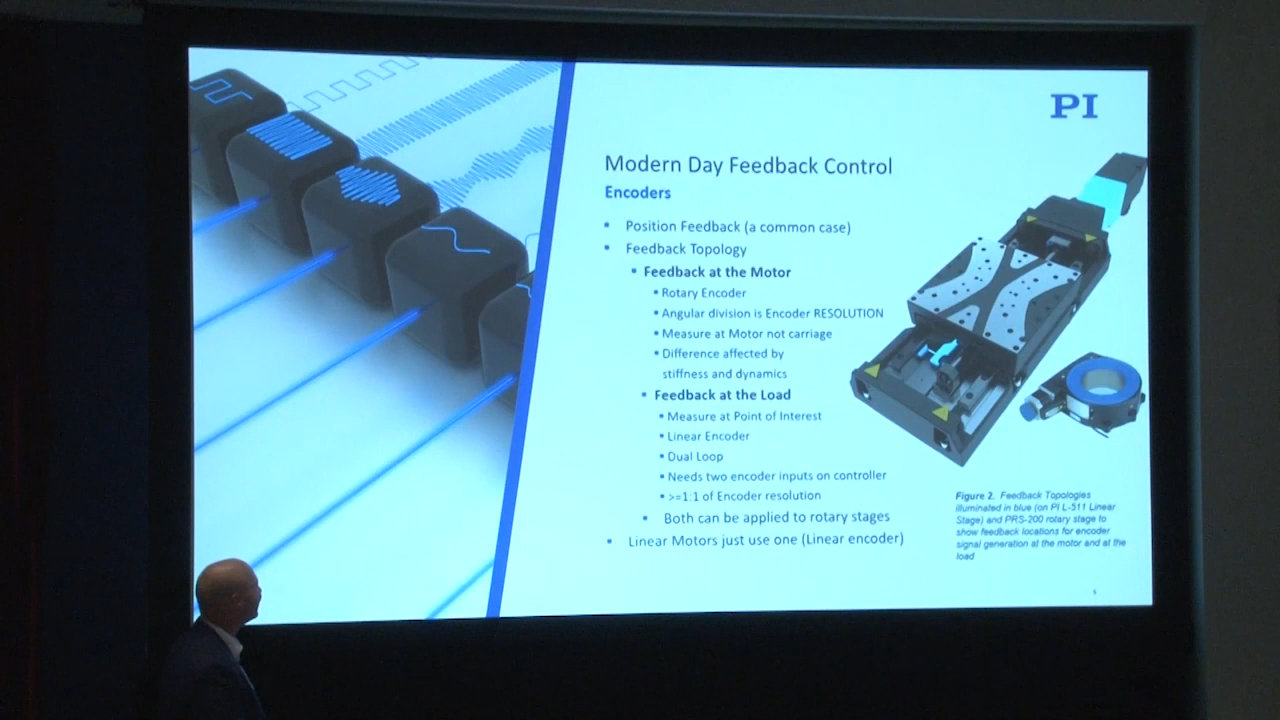 PI
Modern Day Feedback Control
Encoders
▪ Position Feedback (a common case)
▪ Feedback Topology
▪ Feedback at the Motor
▪ Rotary Encoder
▪ Angular division is Encoder RESOLUTION
▪ Measure at Motor not carriage
▪ Difference affected by
stiffness and dynamics
▪ Feedback at the Load
▪ Measure at Point of Interest
▪ Linear Encoder
▪ Dual Loop
▪ Needs two encoder inputs on controller
▪ >=1:1 of Encoder resolution
▪ Both can be applied to rotary stages
▪ Linear Motors just use one (Linear encoder)
Figure 2. Feedback Topologies
illuminated in blue (on PI L-511 Linear
Stage) and PRS-200 rotary stage to
show feedback locations for encoder
signal generation at the motor and at the
load